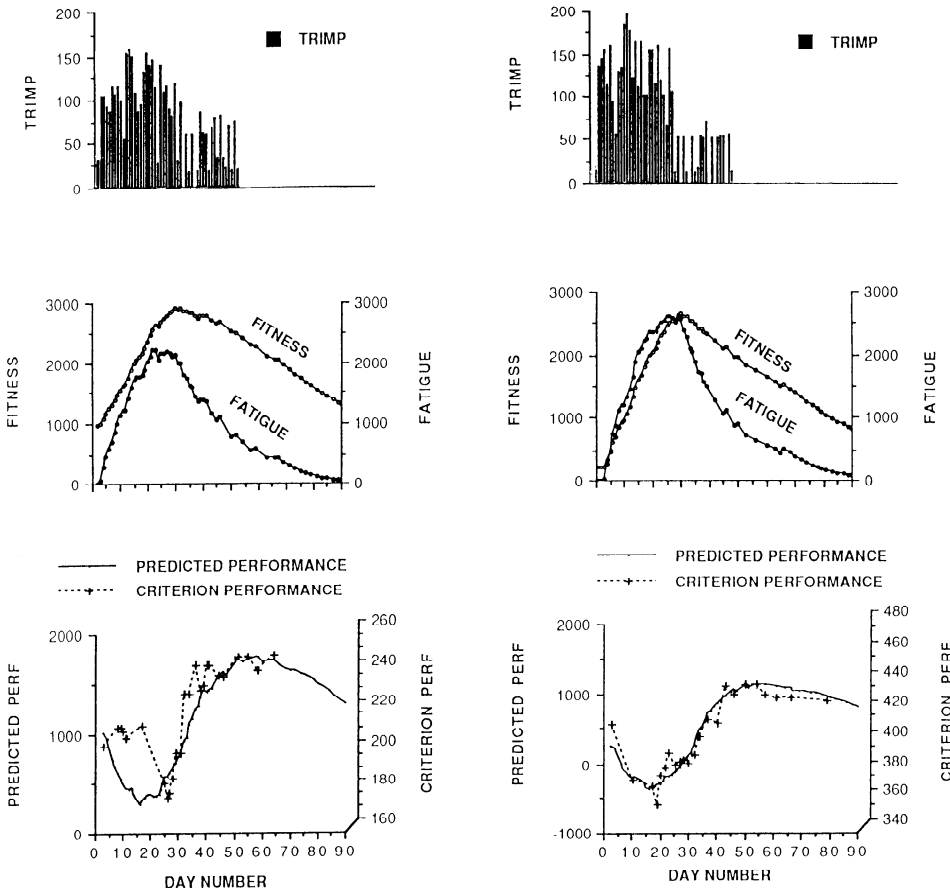 200
150
100
50
0
TRIMP
TRIMP
200
150
100
50
0
TRIMP
TRIMP
3000
2000
1000
0
FITNESS
FITNESS
FATIGUE
3000
2000
1000
0
FATIGUE
3000
2000
1000
0
FITNESS
FITNESS
FATIGUE
3000
2000
1000
0
FATIGUE
PREDICTED PERFORMANCE
CRITERION PERFORMANCE
2000
1000
0
PREDICTED PERF
260
240
220
200
180
160
CRITERION PERF
0 10 20 30 40 50 60 70 80 90
DAY NUMBER
PREDICTED PERFORMANCE
CRITERION PERFORMANCE
2000
1000
0
-1000
PREDICTED PERF
480
460
440
420
400
380
360
340
CRITERION PERF
0 10 20 30 40 50 60 70 80 90
DAY NUMBER